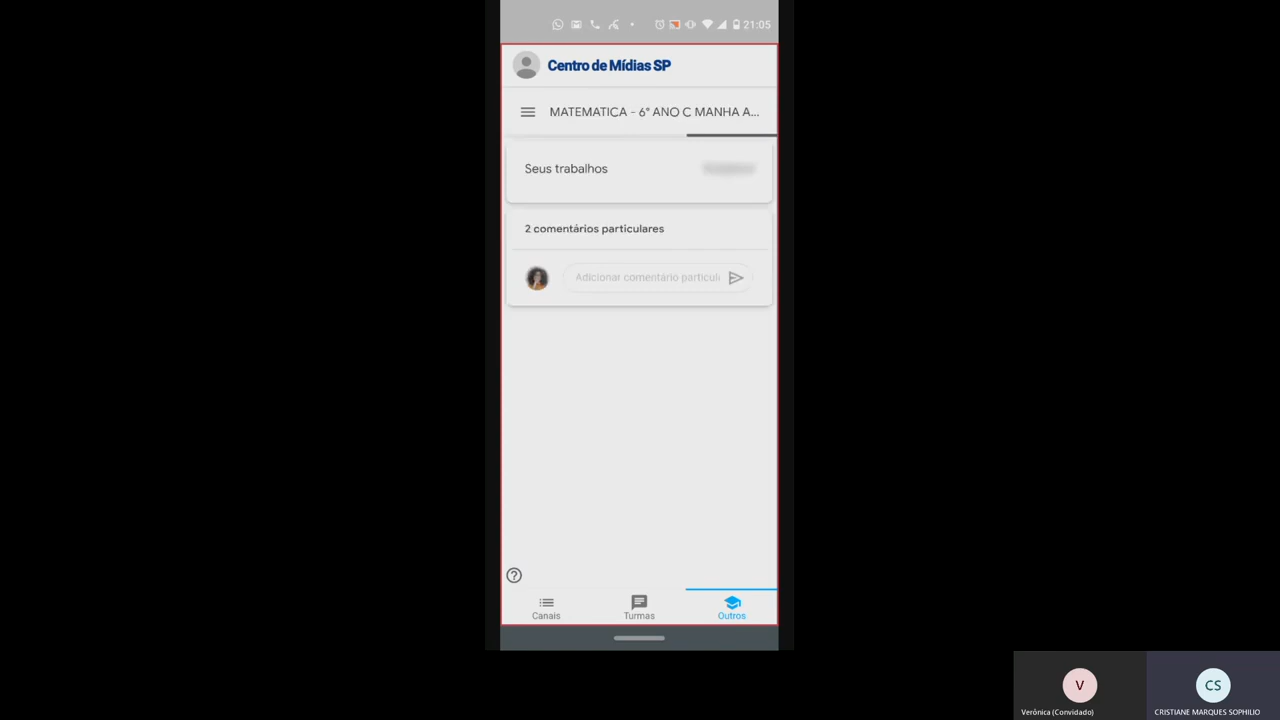 21:05
Centro de Mídias SP
MATEMATICA - 6° ANO C MANHA A...
Seus trabalhos
2 comentários particulares
Adicionar comentário particul
Canais
Turmas
Outros
V
CS
Verônica (Convidado)
CRISTIANE MARQUES SOPHILIO